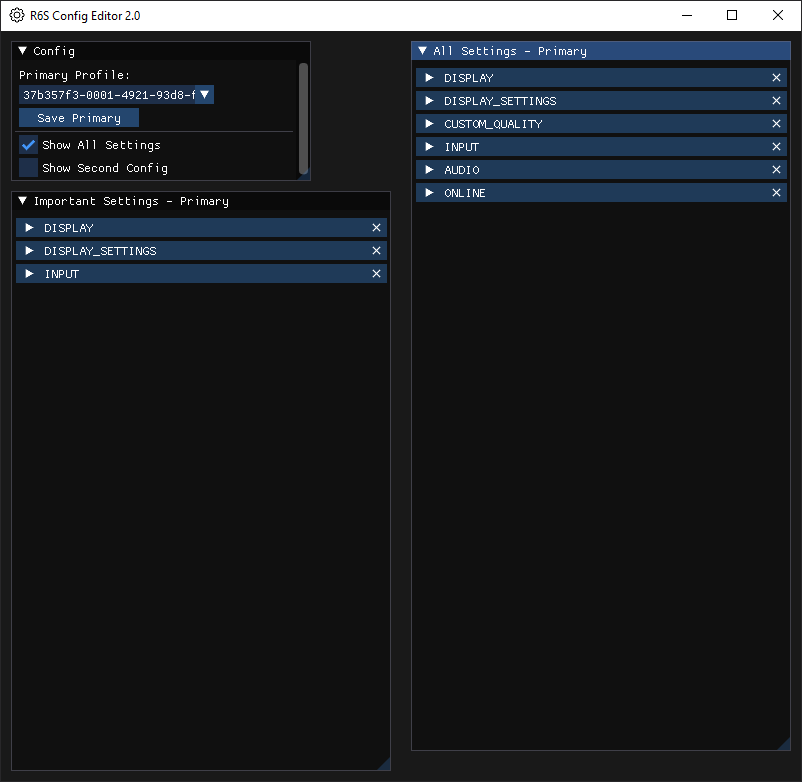 R6S Config Editor 2.0
Config
Primary Profile:
37b357f3-0001-4921-93d8-f
Save Primary
Show All Settings
Show Second Config
Important Settings - Primary
DISPLAY
DISPLAY_SETTINGS
INPUT
All Settings - Primary
DISPLAY
DISPLAY_SETTINGS
CUSTOM_QUALITY
INPUT
AUDIO
ONLINE